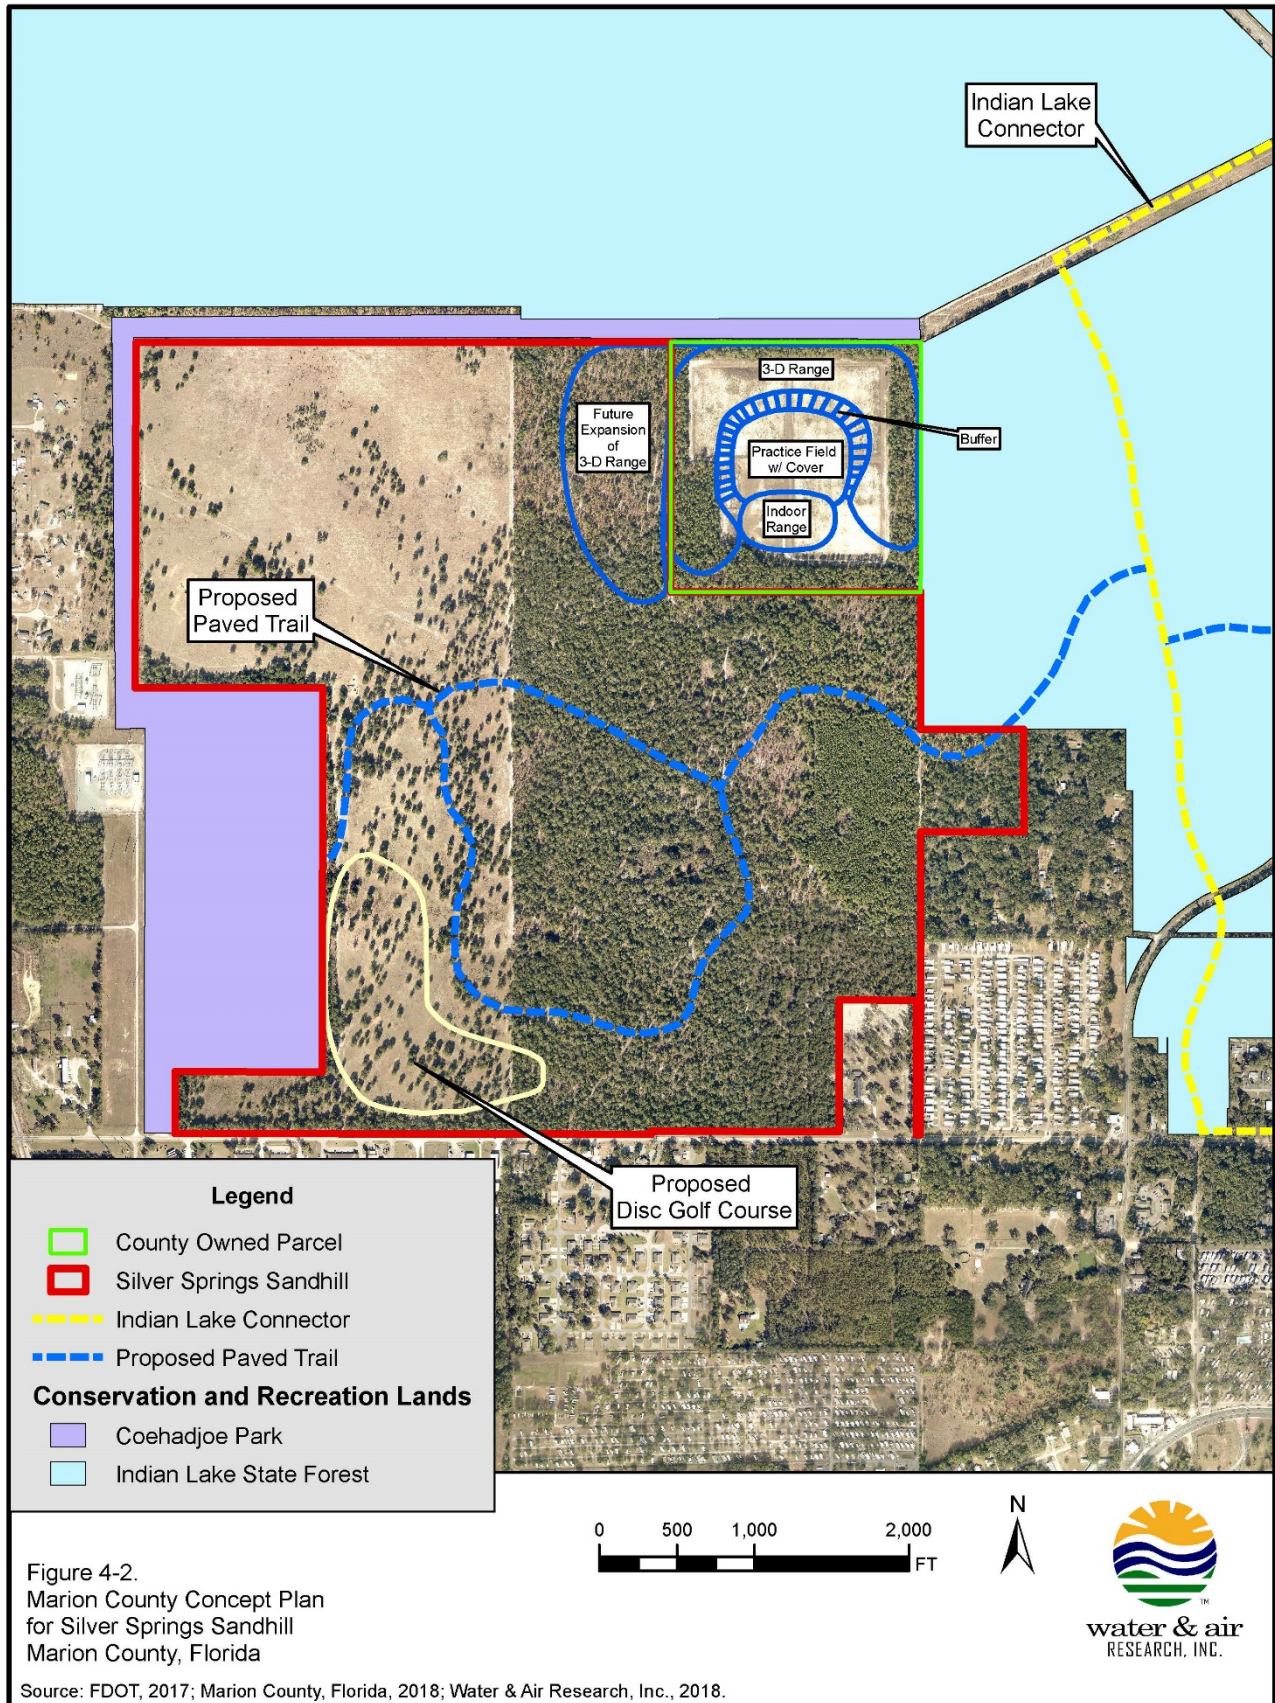 Indian Lake
Connector
3-D Range
Future
Expansion
of
3-D Range
Buffer
Practice Field
w/ Cover
Indoor
Range
Proposed
Paved Trail
Proposed
Disc Golf Course
Legend
County Owned Parcel
Silver Springs Sandhill
Indian Lake Connector
Proposed Paved Trail
Conservation and Recreation Lands
Coehadjoe Park
Indian Lake State Forest
0 500 1,000 2,000
FT
N
TM
water & air
RESEARCH, INC.
Figure 4-2.
Marion County Concept Plan
for Silver Springs Sandhill
Marion County, Florida
Source: FDOT, 2017; Marion County, Florida, 2018; Water & Air Research, Inc., 2018.